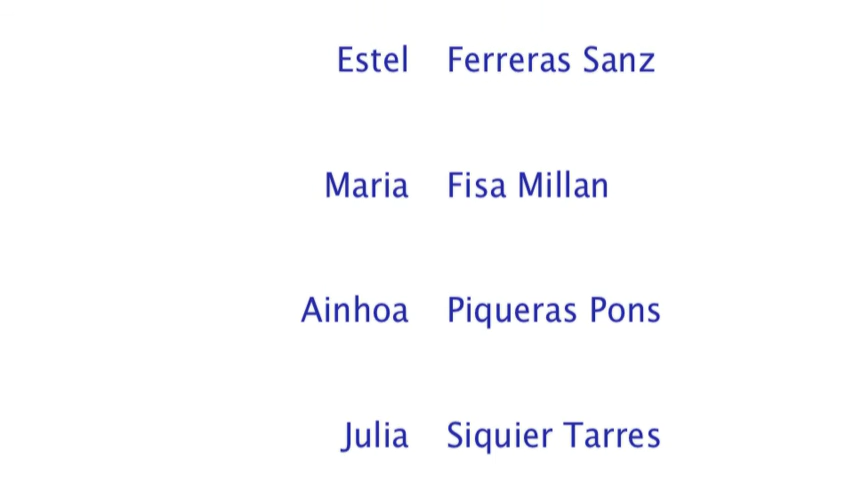 Estel Ferreras Sanz
Maria Fisa Millan
Ainhoa Piqueras Pons
Julia Siquier Tarres